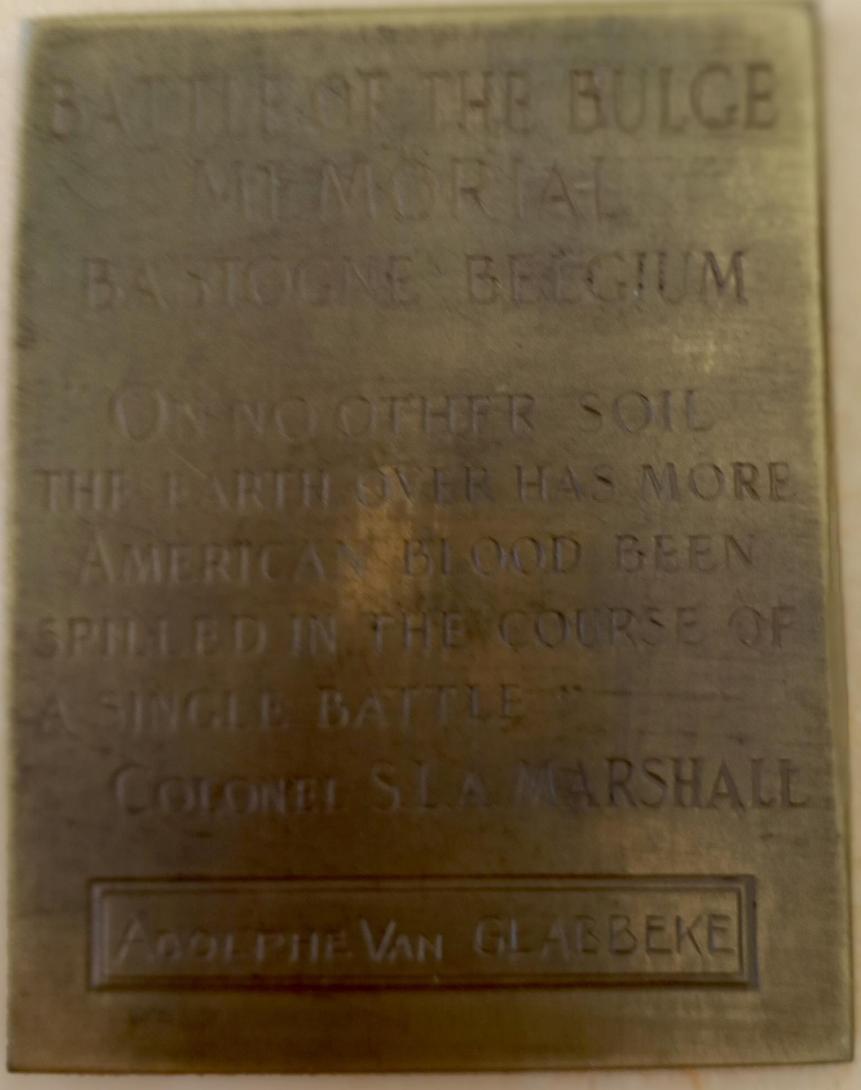 BATTLE OF THE BULGE
MEMORIAL
BASTOGNE BELGIUM
"ON NO OTHER SOIL
THE EARTH OVER HAS MORE
AMERICAN BLOOD BEEN
SPILLED IN THE COURSE OF
A SINGLE BATTLE"
COLONEL S.L.A. MARSHALL
ADOLPHE VAN GLABBEKE